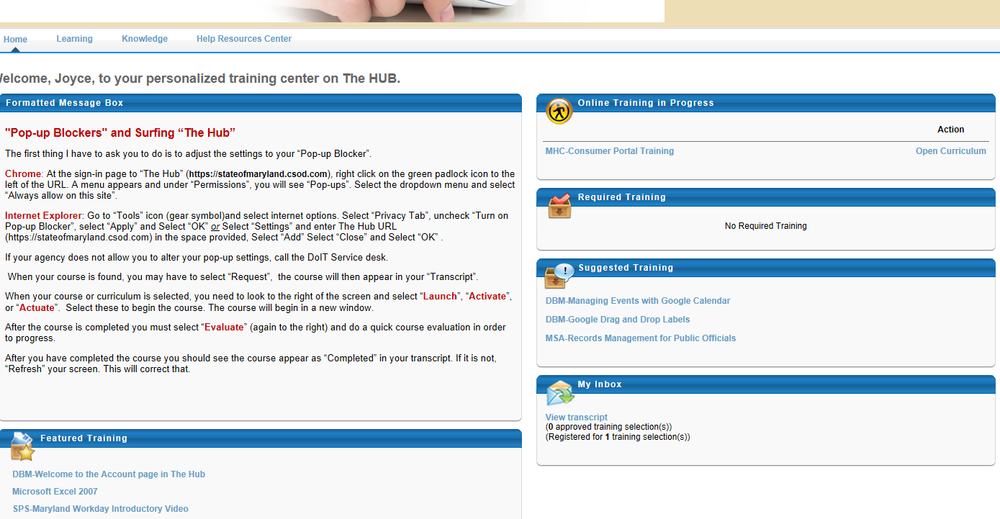 Home Learning Knowledge Help Resources Center
Welcome, Joyce, to your personalized training center on The HUB.
Formatted Message Box
"Pop-up Blockers" and Surfing “The Hub”
The first thing I have to ask you to do is to adjust the settings to your “Pop-up Blocker”.
Chrome: At the sign-in page to “The Hub” (https://stateofmaryland.csod.com), right click on the green padlock icon to the
left of the URL. A menu appears and under “Permissions”, you will see “Pop-ups”. Select the dropdown menu and select
“Always allow on this site”.
Internet Explorer: Go to “Tools” icon (gear symbol)and select internet options. Select “Privacy Tab”, uncheck “Turn on
Pop-up Blocker”, select “Apply” and Select “OK” or Select “Settings” and enter The Hub URL
(https://stateofmaryland.csod.com) in the space provided, Select “Add” Select “Close” and Select “OK” .
If your agency does not allow you to alter your pop-up settings, call the DoIT Service desk.
When your course is found, you may have to select “Request”, the course will then appear in your “Transcript”.
When your course or curriculum is selected, you need to look to the right of the screen and select “Launch”, “Activate”,
or “Actuate”. Select these to begin the course. The course will begin in a new window.
After the course is completed you must select “Evaluate” (again to the right) and do a quick course evaluation in order
to progress.
After you have completed the course you should see the course appear as “Completed” in your transcript. If it is not,
“Refresh” your screen. This will correct that.
Featured Training
DBM-Welcome to the Account page in The Hub
Microsoft Excel 2007
SPS-Maryland Workday Introductory Video
Online Training in Progress
Action
MHC-Consumer Portal Training Open Curriculum
Required Training
No Required Training
Suggested Training
DBM-Managing Events with Google Calendar
DBM-Google Drag and Drop Labels
MSA-Records Management for Public Officials
My Inbox
View transcript
(0 approved training selection(s))
(Registered for 1 training selection(s))